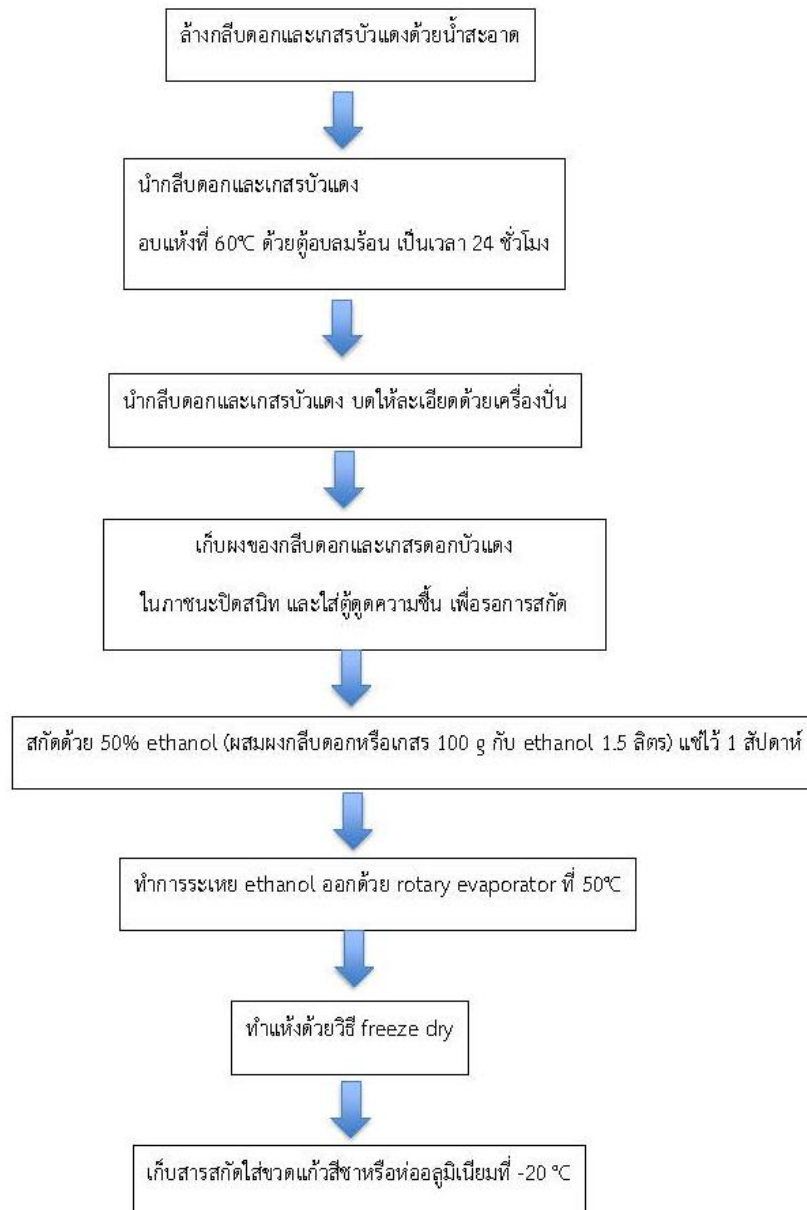 ล้างกลีบดอกและเกสรบัวแดงด้วยน้ำสะอาด
นำกลีบดอกและเกสรบัวแดง
อบแห้งที่ 60°C ด้วยตู้อบลมร้อน เป็นเวลา 24 ชั่วโมง
นำกลีบดอกและเกสรบัวแดง บดให้ละเอียดด้วยเครื่องปั่น
เก็บผงของกลีบดอกและเกสรดอกบัวแดง
ในภาชนะปิดสนิท และใส่ตู้ดูดความชื้น เพื่อรอการสกัด
สกัดด้วย 50% ethanol (ผสมผงกลีบดอกหรือเกสร 100 g กับ ethanol 1.5 ลิตร) แช่ไว้ 1 สัปดาห์
ทำการระเหย ethanol ออกด้วย rotary evaporator ที่ 50°C
ทำแห้งด้วยวิธี freeze dry
เก็บสารสกัดใส่ขวดแก้วสีชาหรือห่ออลูมิเนียมที่ -20 °C